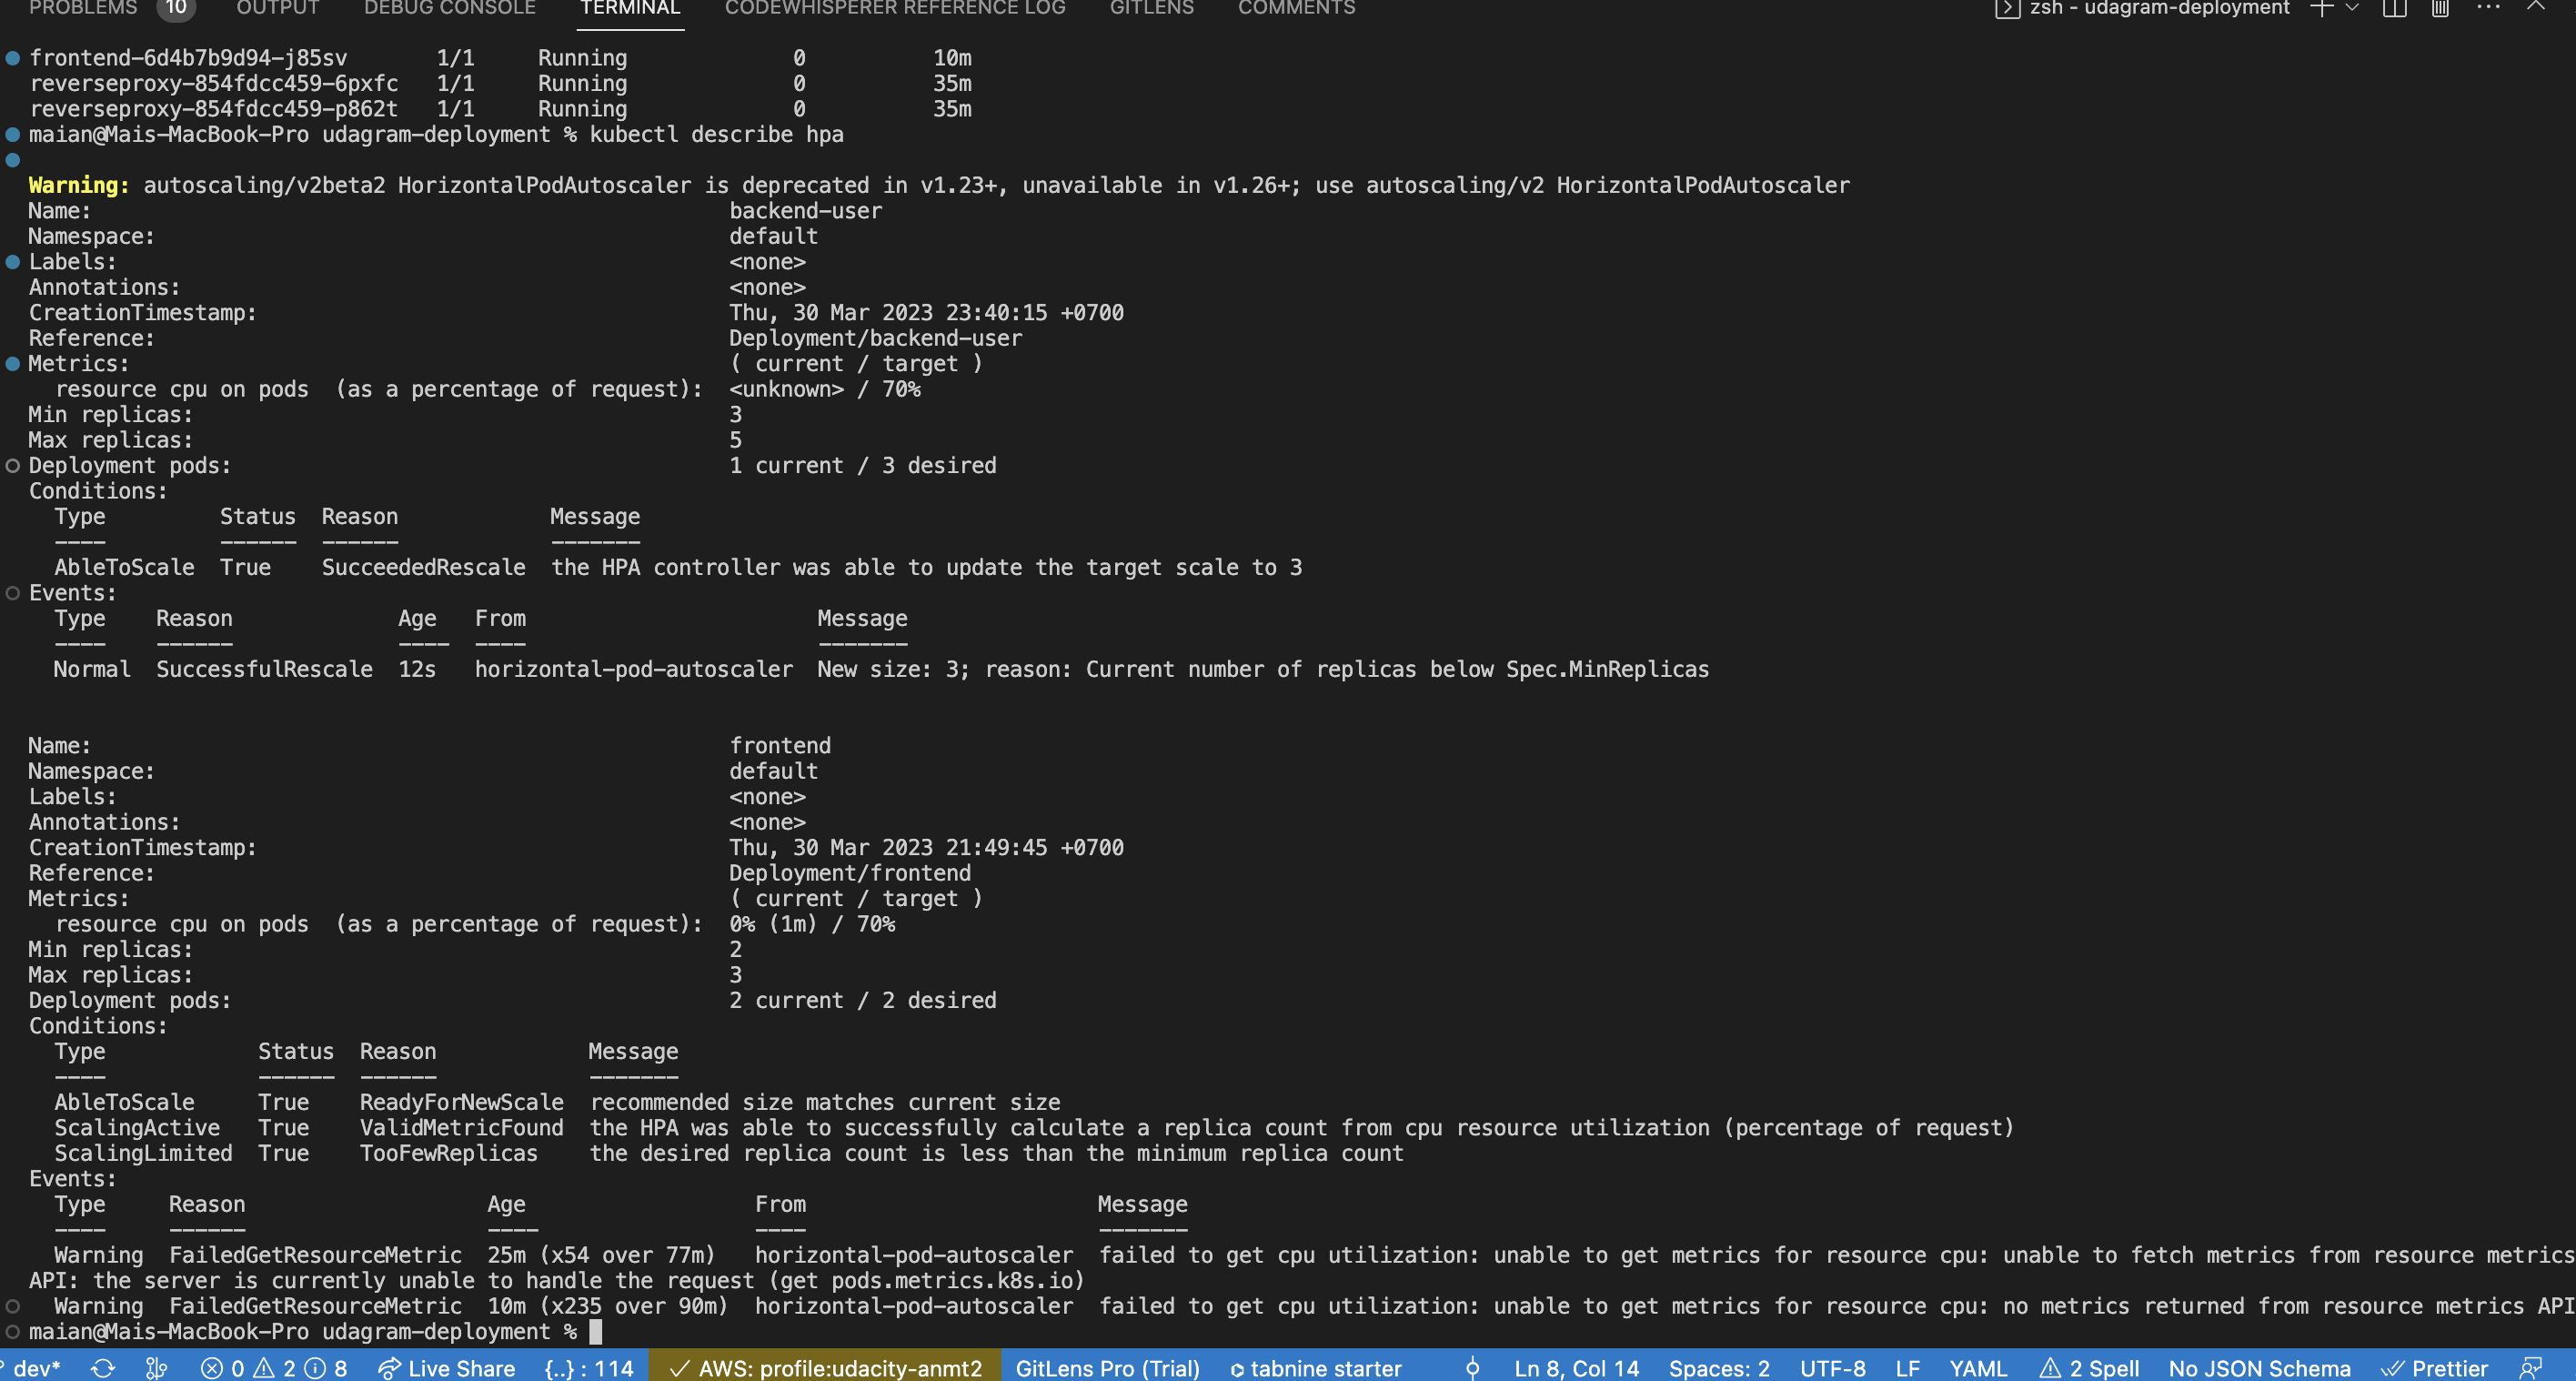 PROBLEMS 10 OUTPUT DEBUG CONSOLE TERMINAL CODEWHISPERER REFERENCE LOG GITLENS COMMENTS zsh - udagram-deployment
frontend-6d4b7b9d94-j85sv 1/1 Running 0 10m
reverseproxy-854fdcc459-6pxfc 1/1 Running 0 35m
reverseproxy-854fdcc459-p862t 1/1 Running 0 35m
maian@Mais-MacBook-Pro udagram-deployment % kubectl describe hpa
Warning: autoscaling/v2beta2 HorizontalPodAutoscaler is deprecated in v1.23+, unavailable in v1.26+; use autoscaling/v2 HorizontalPodAutoscaler
Name: backend-user
Namespace: default
Labels: <none>
Annotations: <none>
CreationTimestamp: Thu, 30 Mar 2023 23:40:15 +0700
Reference: Deployment/backend-user
Metrics: ( current / target )
resource cpu on pods (as a percentage of request): <unknown> / 70%
Min replicas: 3
Max replicas: 5
Deployment pods: 1 current / 3 desired
Conditions:
Type Status Reason Message
---- ------ ------ -------
AbleToScale True SucceededRescale the HPA controller was able to update the target scale to 3
Events:
Type Reason Age From Message
---- ------ ---- ---- -------
Normal SuccessfulRescale 12s horizontal-pod-autoscaler New size: 3; reason: Current number of replicas below Spec.MinReplicas
Name: frontend
Namespace: default
Labels: <none>
Annotations: <none>
CreationTimestamp: Thu, 30 Mar 2023 21:49:45 +0700
Reference: Deployment/frontend
Metrics: ( current / target )
resource cpu on pods (as a percentage of request): 0% (1m) / 70%
Min replicas: 2
Max replicas: 3
Deployment pods: 2 current / 2 desired
Conditions:
Type Status Reason Message
---- ------ ------ -------
AbleToScale True ReadyForNewScale recommended size matches current size
ScalingActive True ValidMetricFound the HPA was able to successfully calculate a replica count from cpu resource utilization (percentage of request)
ScalingLimited True TooFewReplicas the desired replica count is less than the minimum replica count
Events:
Type Reason Age From Message
---- ------ ---- ---- -------
Warning FailedGetResourceMetric 25m (x54 over 77m) horizontal-pod-autoscaler failed to get cpu utilization: unable to get metrics for resource cpu: unable to fetch metrics from resource metrics
API: the server is currently unable to handle the request (get pods.metrics.k8s.io)
Warning FailedGetResourceMetric 10m (x235 over 90m) horizontal-pod-autoscaler failed to get cpu utilization: unable to get metrics for resource cpu: no metrics returned from resource metrics API
maian@Mais-MacBook-Pro udagram-deployment %
dev* 0 2 8 Live Share {..} : 114 AWS: profile:udacity-anmt2 GitLens Pro (Trial) tabnine starter Ln 8, Col 14 Spaces: 2 UTF-8 LF YAML 2 Spell No JSON Schema Prettier